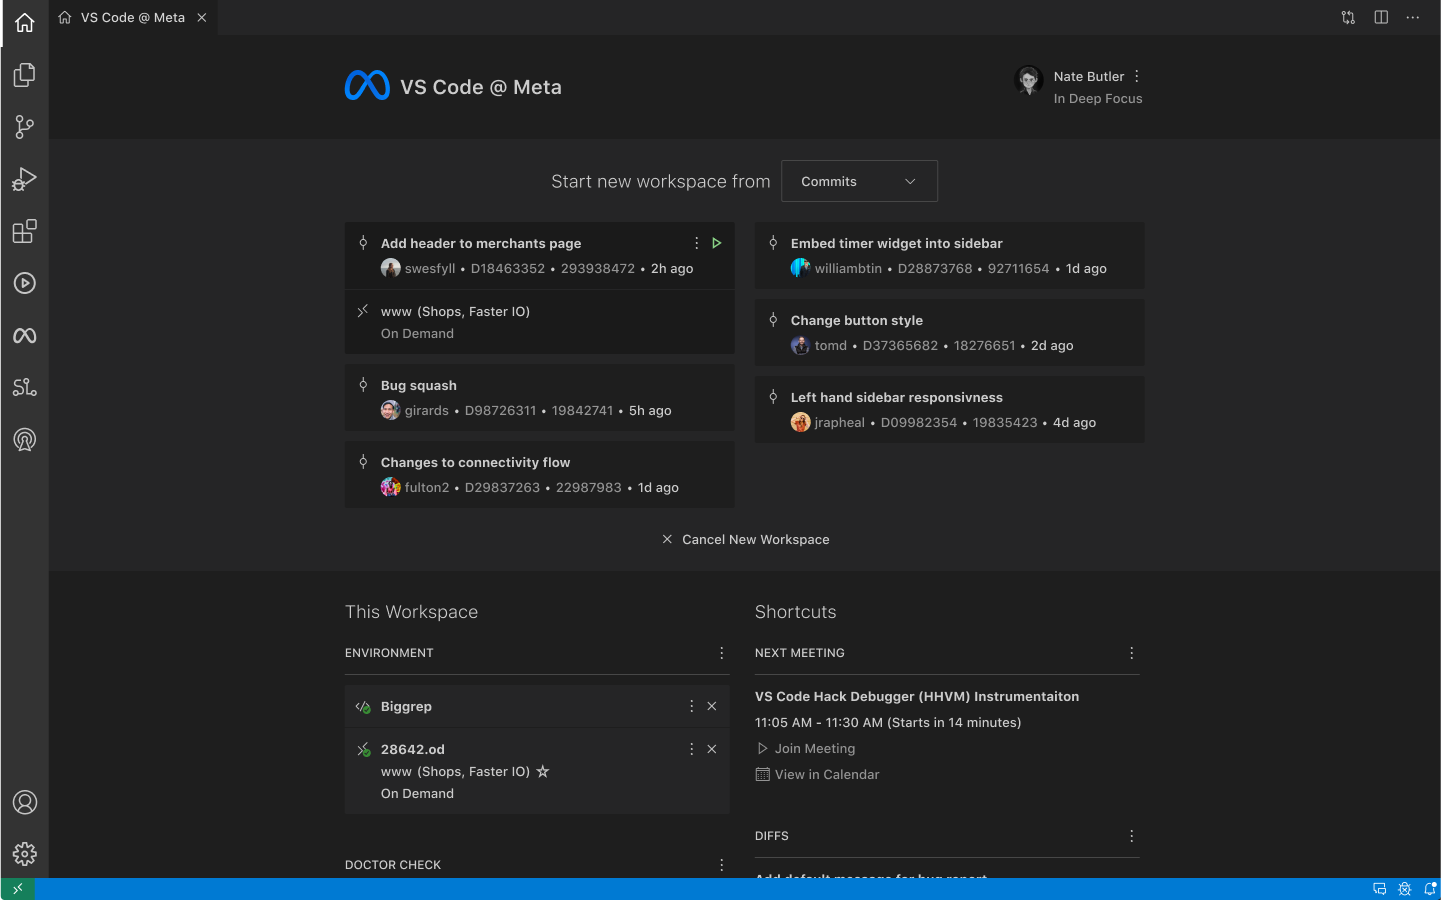 VS Code @ Meta
VS Code @ Meta
Nate Butler
In Deep Focus
Start new workspace from
Commits
Add header to merchants page
swesfyll • D18463352 • 293938472 • 2h ago
www (Shops, Faster IO)
On Demand
Bug squash
girards • D98726311 • 19842741 • 5h ago
Changes to connectivity flow
fulton2 • D29837263 • 22987983 • 1d ago
Embed timer widget into sidebar
williambtin • D28873768 • 92711654 • 1d ago
Change button style
tomd • D37365682 • 18276651 • 2d ago
Left hand sidebar responsivness
jrapheal • D09982354 • 19835423 • 4d ago
Cancel New Workspace
This Workspace
ENVIRONMENT
Biggrep
28642.od
www (Shops, Faster IO)
On Demand
DOCTOR CHECK
Shortcuts
NEXT MEETING
VS Code Hack Debugger (HHVM) Instrumentaiton
11:05 AM - 11:30 AM (Starts in 14 minutes)
Join Meeting
View in Calendar
DIFFS
Add default message for bug report